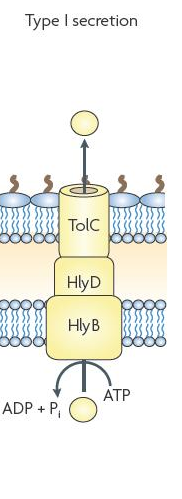 Type I secretion
TolC
HlyD
HlyB
ATP
ADP + Pi